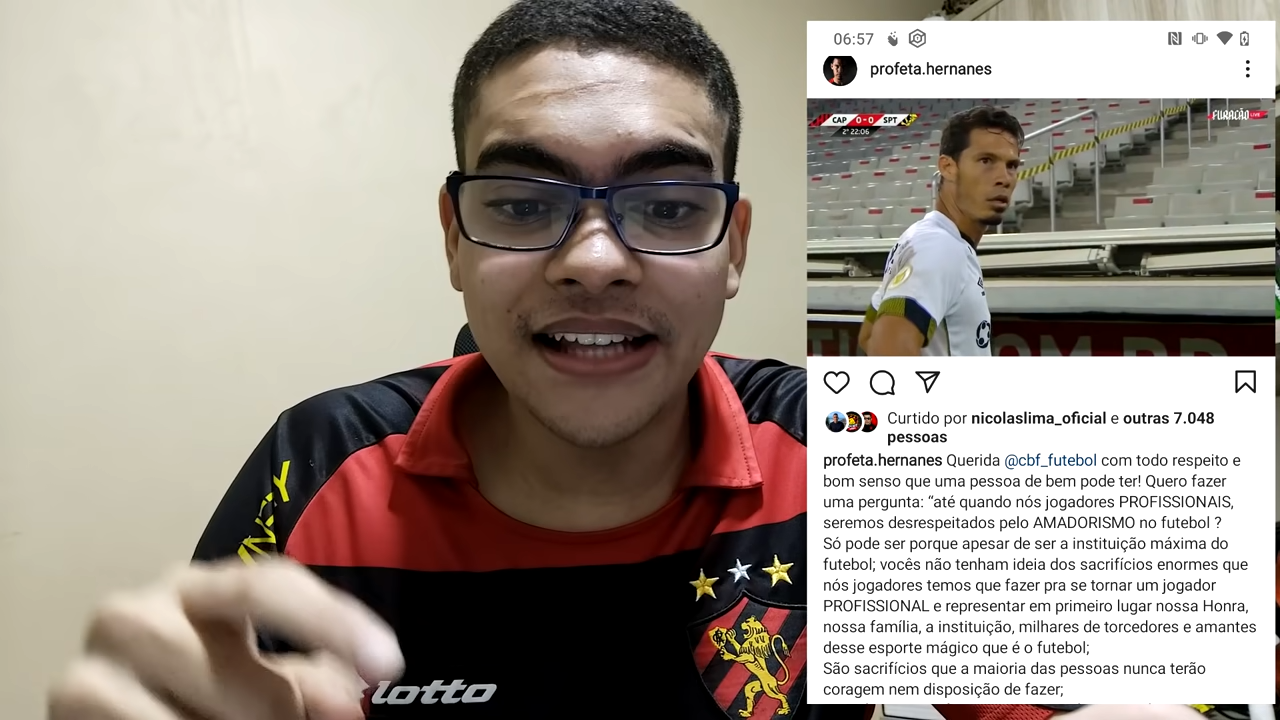 06:57
profeta.hernanes
CAP 0-0 SPT
2° 22:06
FURACÃO LIVE
Curtido por nicolaslima_oficial e outras 7.048
pessoas
profeta.hernanes Querida @cbf_futebol com todo respeito e
bom senso que uma pessoa de bem pode ter! Quero fazer
uma pergunta: “até quando nós jogadores PROFISSIONAIS,
seremos desrespeitados pelo AMADORISMO no futebol ?
Só pode ser porque apesar de ser a instituição máxima do
futebol; vocês não tenham ideia dos sacrifícios enormes que
nós jogadores temos que fazer pra se tornar um jogador
PROFISSIONAL e representar em primeiro lugar nossa Honra,
nossa família, a instituição, milhares de torcedores e amantes
desse esporte mágico que é o futebol;
São sacrifícios que a maioria das pessoas nunca terão
coragem nem disposição de fazer;
lotto